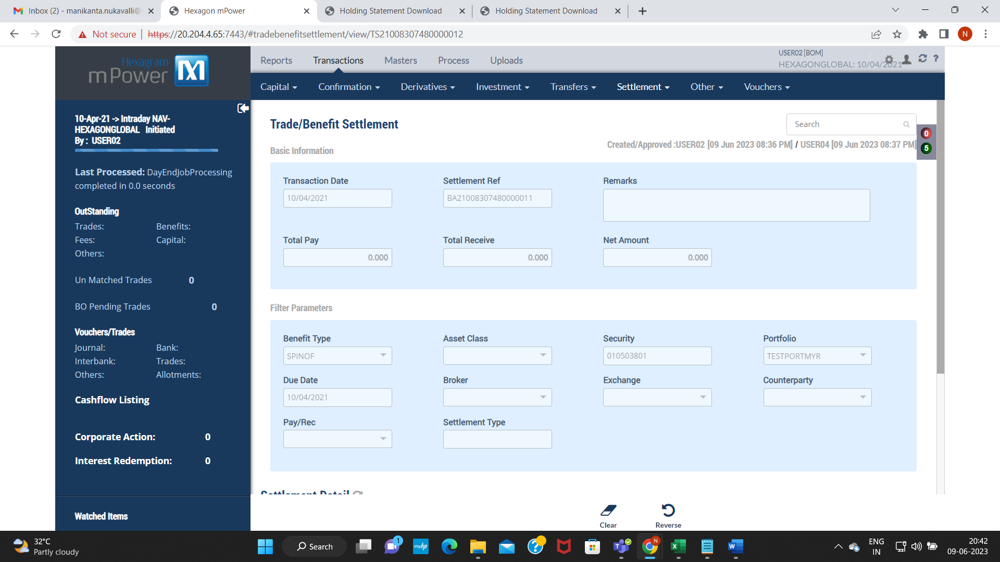 Inbox (2) - manikanta.nukavalli@
Hexagon mPower
Holding Statement Download
Holding Statement Download
Not secure
https://20.204.4.65:7443/#tradebenefitsettlement/view/TS21008307480000012
N
Hexagram
mPower
Reports
Transactions
Masters
Process
Uploads
USER02 [BOM]
HEXAGONGLOBAL: 10/04/2021
?
Capital
Confirmation
Derivatives
Investment
Transfers
Settlement
Other
Vouchers
10-Apr-21 -> Intraday NAV-
HEXAGONGLOBAL Initiated
By : USER02
Last Processed: DayEndJobProcessing
completed in 0.0 seconds
OutStanding
Trades:
Benefits:
Fees:
Capital:
Others:
Un Matched Trades 0
BO Pending Trades 0
Vouchers/Trades
Journal:
Bank:
Interbank:
Trades:
Others:
Allotments:
Cashflow Listing
Corporate Action: 0
Interest Redemption: 0
Watched Items
Trade/Benefit Settlement
Search
0
5
Created/Approved :USER02 [09 Jun 2023 08:36 PM] / USER04 [09 Jun 2023 08:37 PM]
Basic Information
Transaction Date
Settlement Ref
Remarks
10/04/2021
BA21008307480000011
Total Pay
Total Receive
Net Amount
0.000
0.000
0.000
Filter Parameters
Benefit Type
Asset Class
Security
Portfolio
SPINOF
010503801
TESTPORTMYR
Due Date
Broker
Exchange
Counterparty
10/04/2021
Pay/Rec
Settlement Type
Settlement Detail
Clear
Reverse
32°C
Partly cloudy
Search
1
myhp
N
ENG
IN
20:42
09-06-2023